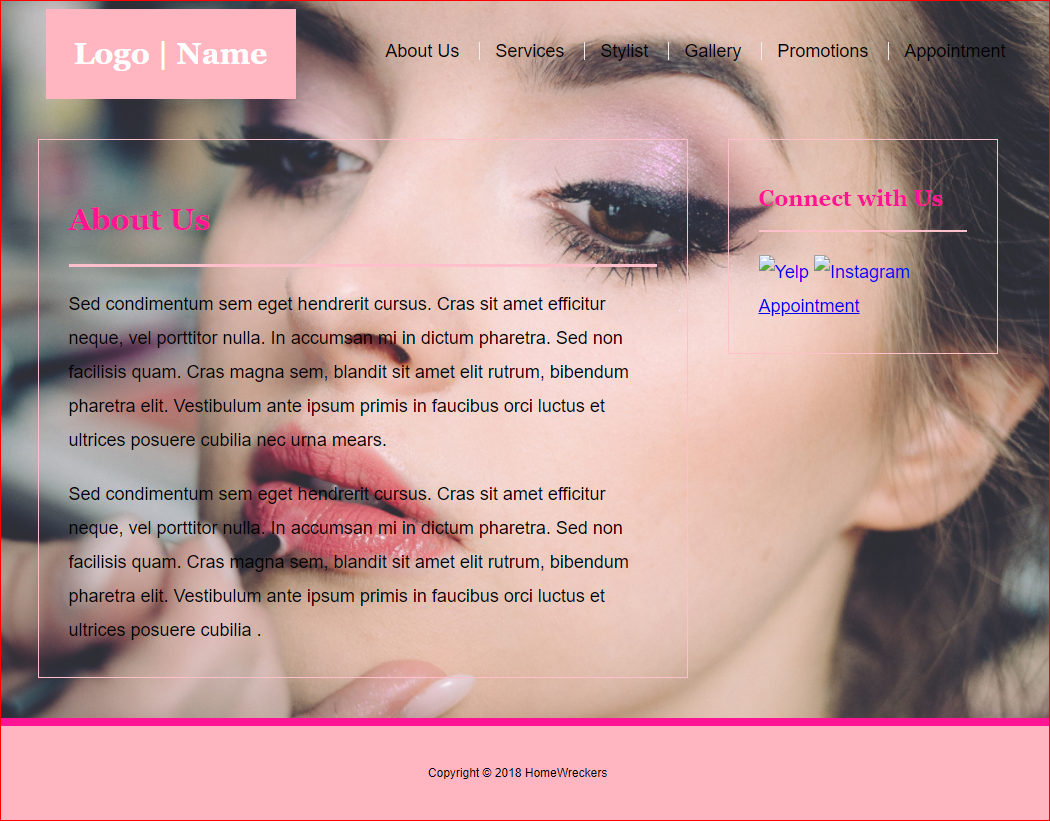 Logo | Name
About Us
Services
Stylist
Gallery
Promotions
Appointment
About Us
Sed condimentum sem eget hendrerit cursus. Cras sit amet efficitur
neque, vel porttitor nulla. In accumsan mi in dictum pharetra. Sed non
facilisis quam. Cras magna sem, blandit sit amet elit rutrum, bibendum
pharetra elit. Vestibulum ante ipsum primis in faucibus orci luctus et
ultrices posuere cubilia nec urna mears.
Sed condimentum sem eget hendrerit cursus. Cras sit amet efficitur
neque, vel porttitor nulla. In accumsan mi in dictum pharetra. Sed non
facilisis quam. Cras magna sem, blandit sit amet elit rutrum, bibendum
pharetra elit. Vestibulum ante ipsum primis in faucibus orci luctus et
ultrices posuere cubilia .
Connect with Us
Yelp Instagram
Appointment
Copyright © 2018 HomeWreckers